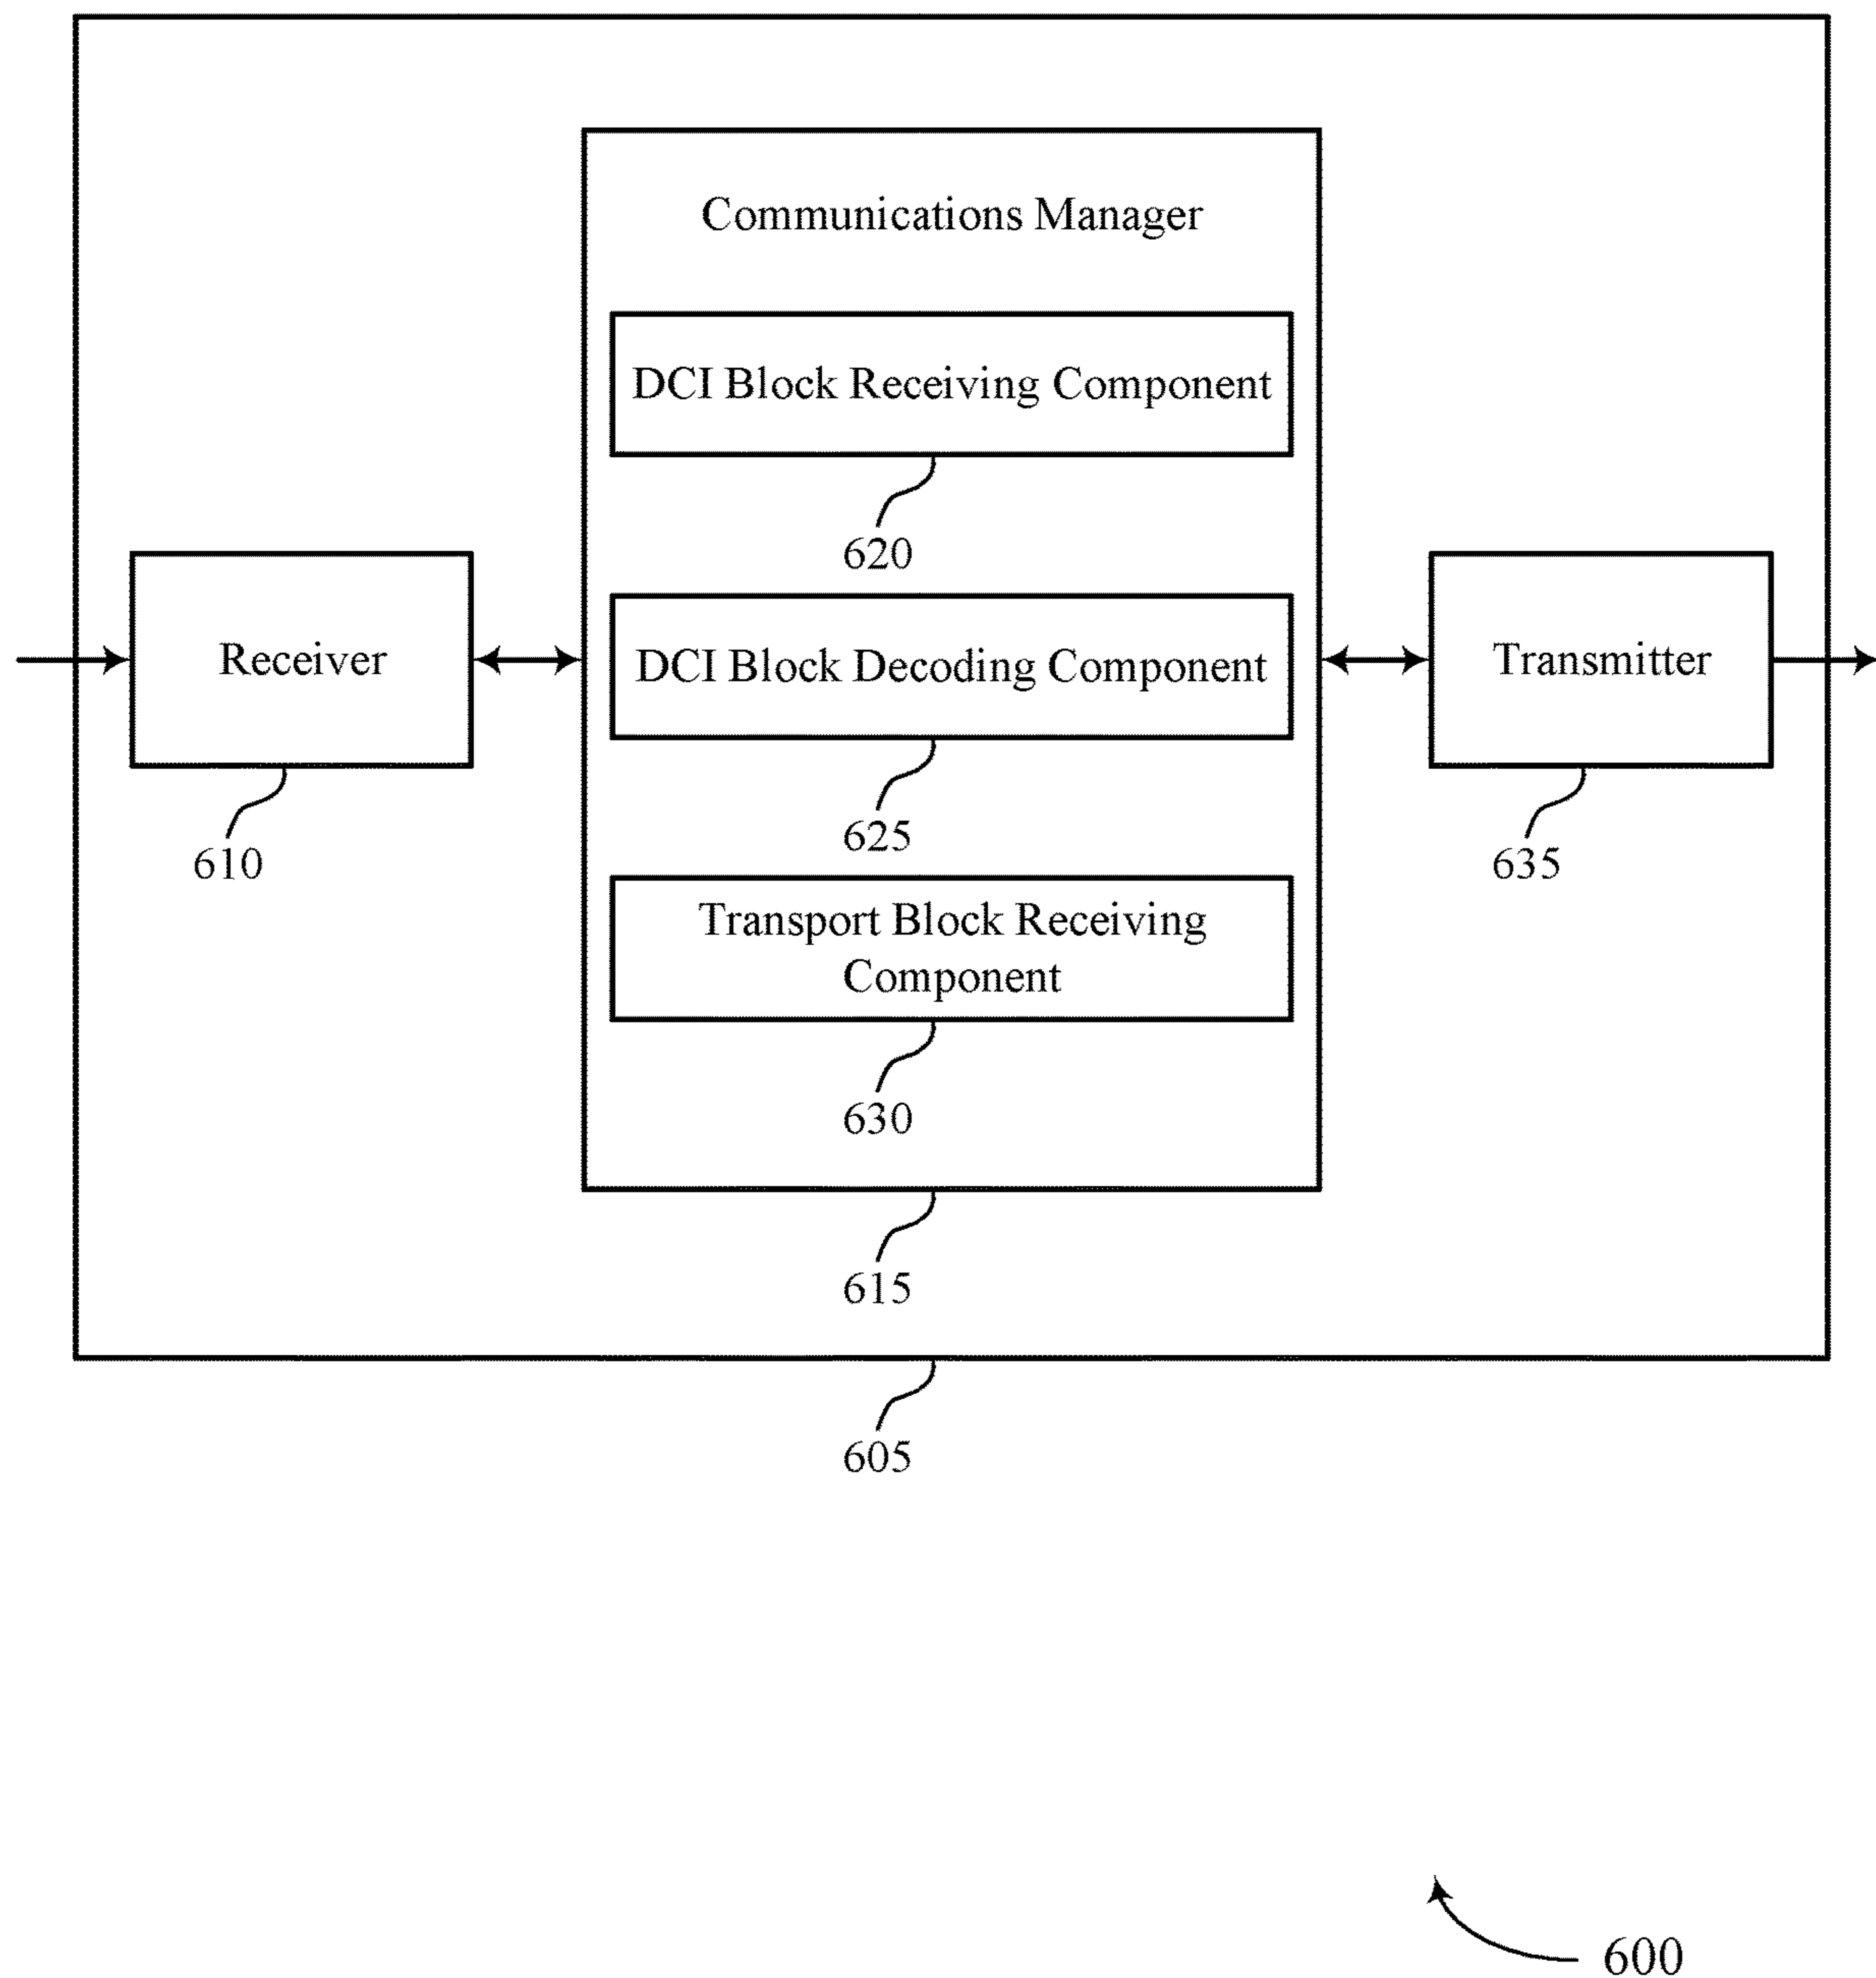 Communications Manager
DCI Block Receiving Component
620
Receiver
610
DCI Block Decoding Component
625
Transmitter
635
Transport Block Receiving
Component
630
615
605
600